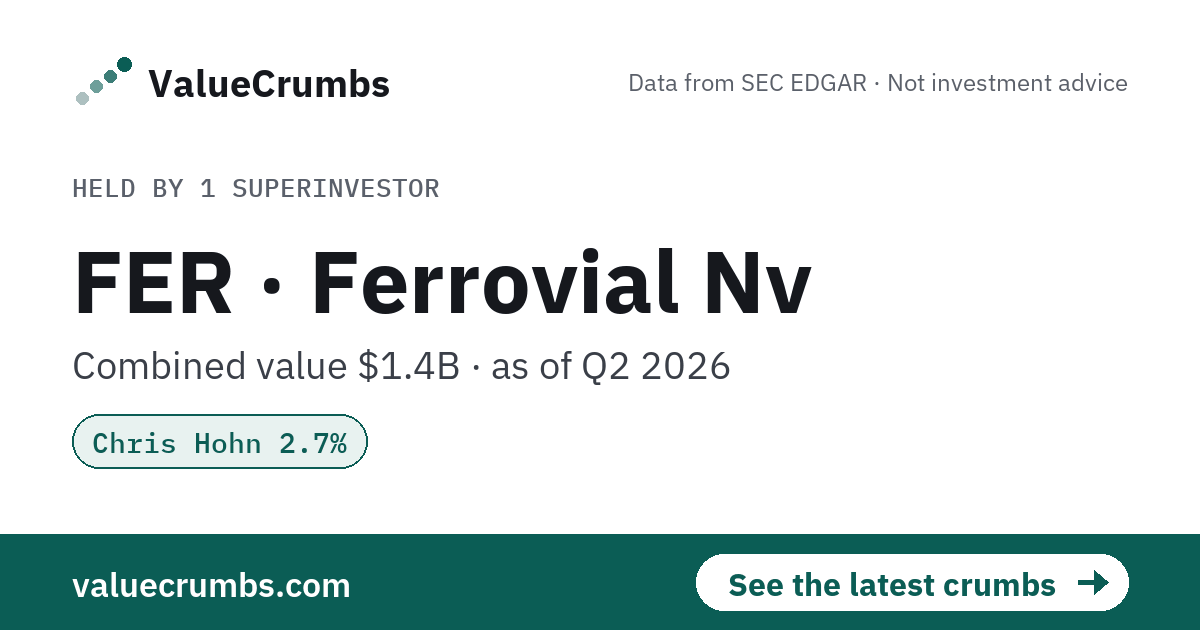 ValueCrumbs
Data from SEC EDGAR · Not investment advice
HELD BY 1 SUPERINVESTOR
FER · Ferrovial Nv
Combined value $1.4B · as of Q2 2026
Chris Hohn 2.7%
valuecrumbs.com
See the latest crumbs →